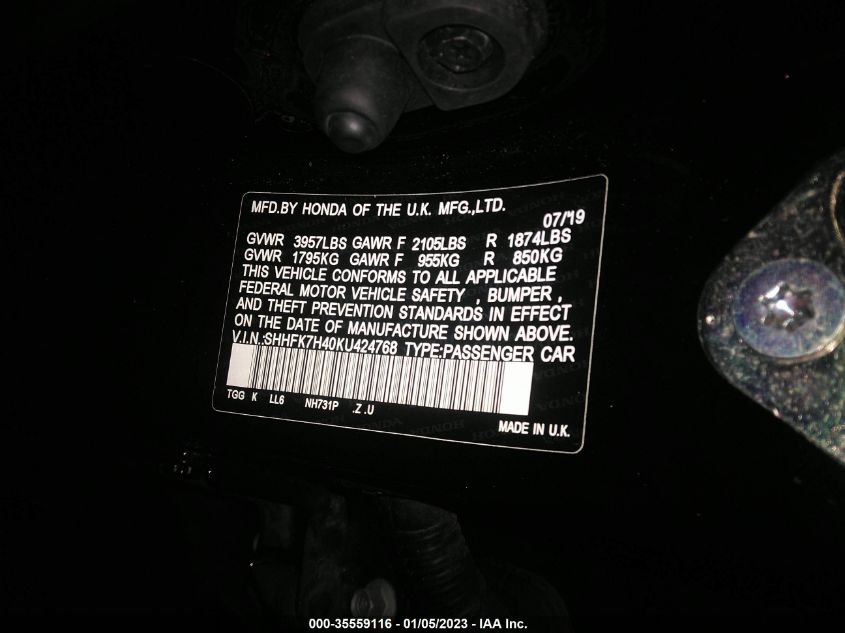 MFD.BY HONDA OF THE U.K. MFG.,LTD.
07/'19
GVWR 3957LBS GAWR F 2105LBS R 1874LBS
GVWR 1795KG GAWR F 955KG R 850KG
THIS VEHICLE CONFORMS TO ALL APPLICABLE
FEDERAL MOTOR VEHICLE SAFETY , BUMPER ,
AND THEFT PREVENTION STANDARDS IN EFFECT
ON THE DATE OF MANUFACTURE SHOWN ABOVE.
V.I.N.:SHHFK7H40KU424768 TYPE:PASSENGER CAR
TGG K LL6 NH731P .Z .U
MADE IN U.K.
000-35559116 - 01/05/2023 - IAA Inc.